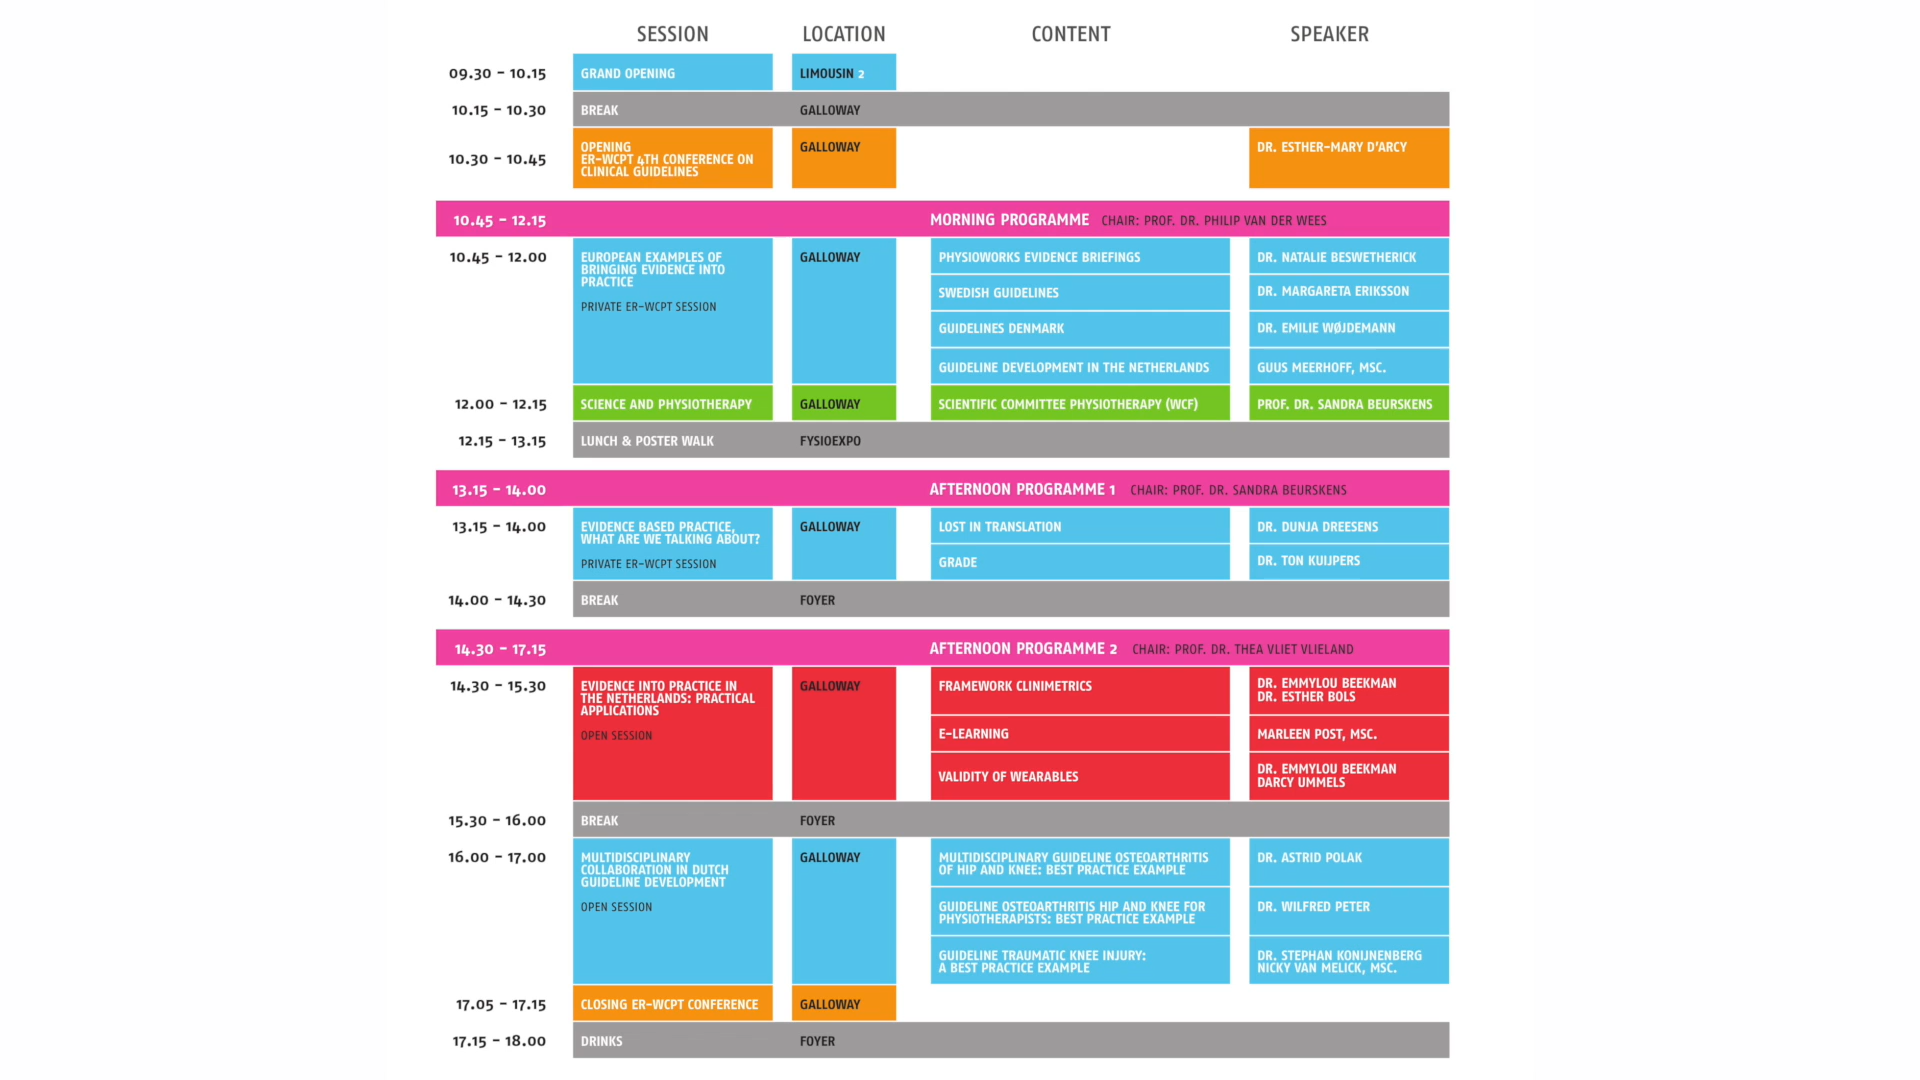 SESSION LOCATION CONTENT SPEAKER
09.30 - 10.15 GRAND OPENING LIMOUSIN 2
10.15 - 10.30 BREAK GALLOWAY
10.30 - 10.45 OPENING GALLOWAY DR. ESTHER-MARY D'ARCY
ER-WCPT 4TH CONFERENCE ON
CLINICAL GUIDELINES
10.45 - 12.15 MORNING PROGRAMME CHAIR: PROF. DR. PHILIP VAN DER WEES
10.45 - 12.00 EUROPEAN EXAMPLES OF GALLOWAY PHYSIOWORKS EVIDENCE BRIEFINGS DR. NATALIE BESWETHERICK
BRINGING EVIDENCE INTO
PRACTICE
SWEDISH GUIDELINES DR. MARGARETA ERIKSSON
PRIVATE ER-WCPT SESSION
GUIDELINES DENMARK DR. EMILIE WØJDEMANN
GUIDELINE DEVELOPMENT IN THE NETHERLANDS GUUS MEERHOFF, MSC.
12.00 - 12.15 SCIENCE AND PHYSIOTHERAPY GALLOWAY SCIENTIFIC COMMITTEE PHYSIOTHERAPY (WCF) PROF. DR. SANDRA BEURSKENS
12.15 - 13.15 LUNCH & POSTER WALK FYSIOEXPO
13.15 - 14.00 AFTERNOON PROGRAMME 1 CHAIR: PROF. DR. SANDRA BEURSKENS
13.15 - 14.00 EVIDENCE BASED PRACTICE, GALLOWAY LOST IN TRANSLATION DR. DUNJA DREESENS
WHAT ARE WE TALKING ABOUT?
PRIVATE ER-WCPT SESSION GRADE DR. TON KUIJPERS
14.00 - 14.30 BREAK FOYER
14.30 - 17.15 AFTERNOON PROGRAMME 2 CHAIR: PROF. DR. THEA VLIET VLIELAND
14.30 - 15.30 EVIDENCE INTO PRACTICE IN GALLOWAY FRAMEWORK CLINIMETRICS DR. EMMYLOU BEEKMAN
THE NETHERLANDS: PRACTICAL DR. ESTHER BOLS
APPLICATIONS
OPEN SESSION E-LEARNING MARLEEN POST, MSC.
VALIDITY OF WEARABLES DR. EMMYLOU BEEKMAN
DARCY UMMELS
15.30 - 16.00 BREAK FOYER
16.00 - 17.00 MULTIDISCIPLINARY GALLOWAY MULTIDISCIPLINARY GUIDELINE OSTEOARTHRITIS DR. ASTRID POLAK
COLLABORATION IN DUTCH OF HIP AND KNEE: BEST PRACTICE EXAMPLE
GUIDELINE DEVELOPMENT
OPEN SESSION GUIDELINE OSTEOARTHRITIS HIP AND KNEE FOR DR. WILFRED PETER
PHYSIOTHERAPISTS: BEST PRACTICE EXAMPLE
GUIDELINE TRAUMATIC KNEE INJURY: DR. STEPHAN KONIJNENBERG
A BEST PRACTICE EXAMPLE NICKY VAN MELICK, MSC.
17.05 - 17.15 CLOSING ER-WCPT CONFERENCE GALLOWAY
17.15 - 18.00 DRINKS FOYER